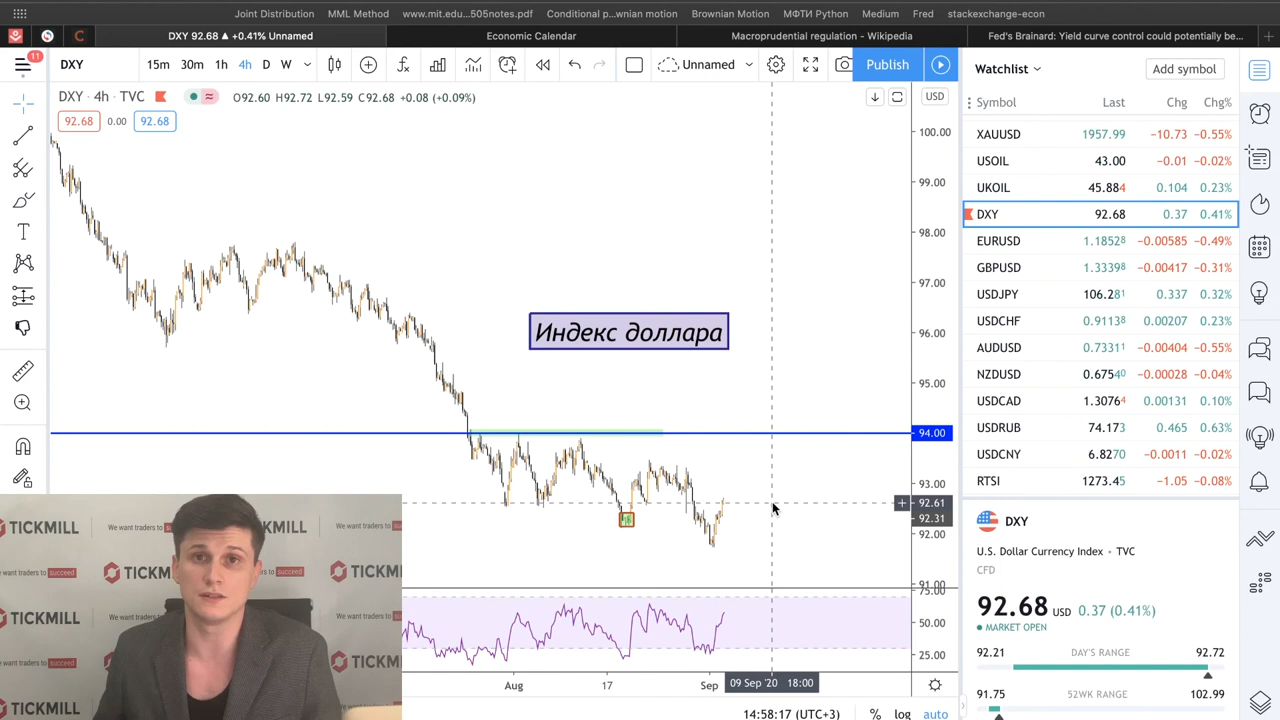 Joint Distribution MML Method www.mit.edu...505notes.pdf Conditional p...wnian motion Brownian Motion МФТИ Python Medium Fred stackexchange-econ
DXY 92.68 ▲ +0.41% Unnamed Economic Calendar Macroprudential regulation - Wikipedia Fed's Brainard: Yield curve control could potentially be...
11 DXY 15m 30m 1h 4h D W Unnamed Publish
Watchlist Add symbol
DXY · 4h · TVC O92.60 H92.72 L92.59 C92.68 +0.08 (+0.09%) USD
92.68 0.00 92.68
Symbol Last Chg Chg%
XAUUSD 1957.99 −10.73 −0.55%
USOIL 43.00 −0.01 −0.02%
UKOIL 45.884 0.104 0.23%
DXY 92.68 0.37 0.41%
EURUSD 1.18528 −0.00585 −0.49%
GBPUSD 1.33398 −0.00417 −0.31%
USDJPY 106.281 0.337 0.32%
USDCHF 0.91138 0.00207 0.23%
AUDUSD 0.73311 −0.00404 −0.55%
NZDUSD 0.67540 −0.00028 −0.04%
USDCAD 1.30764 0.00131 0.10%
USDRUB 74.173 0.465 0.63%
USDCNY 6.8270 −0.0011 −0.02%
RTSI 1273.45 −1.05 −0.08%
100.00
99.00
98.00
97.00
96.00
95.00
94.00
93.00
92.61
92.31
92.00
91.00
75.00
50.00
25.00
Индекс доллара
Aug 17 Sep 09 Sep '20 18:00
14:58:17 (UTC+3) % log auto
DXY
U.S. Dollar Currency Index • TVC
CFD
92.68 USD 0.37 (0.41%)
MARKET OPEN
92.21 DAY'S RANGE 92.72
91.75 52WK RANGE 102.99
TICKMILL
We want traders to succeed
TICKMILL
We want traders to
TICKMILL
We want traders to succeed